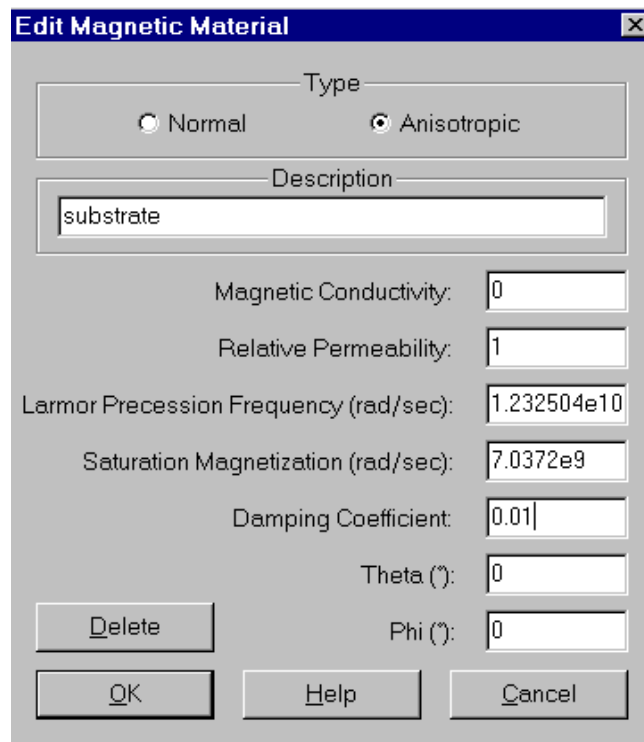 Edit Magnetic Material
Type
Normal Anisotropic
Description
substrate
Magnetic Conductivity: 0
Relative Permeability: 1
Larmor Precession Frequency (rad/sec): 1.232504e10
Saturation Magnetization (rad/sec): 7.0372e9
Damping Coefficient: 0.01
Theta (°): 0
Delete Phi (°): 0
OK Help Cancel